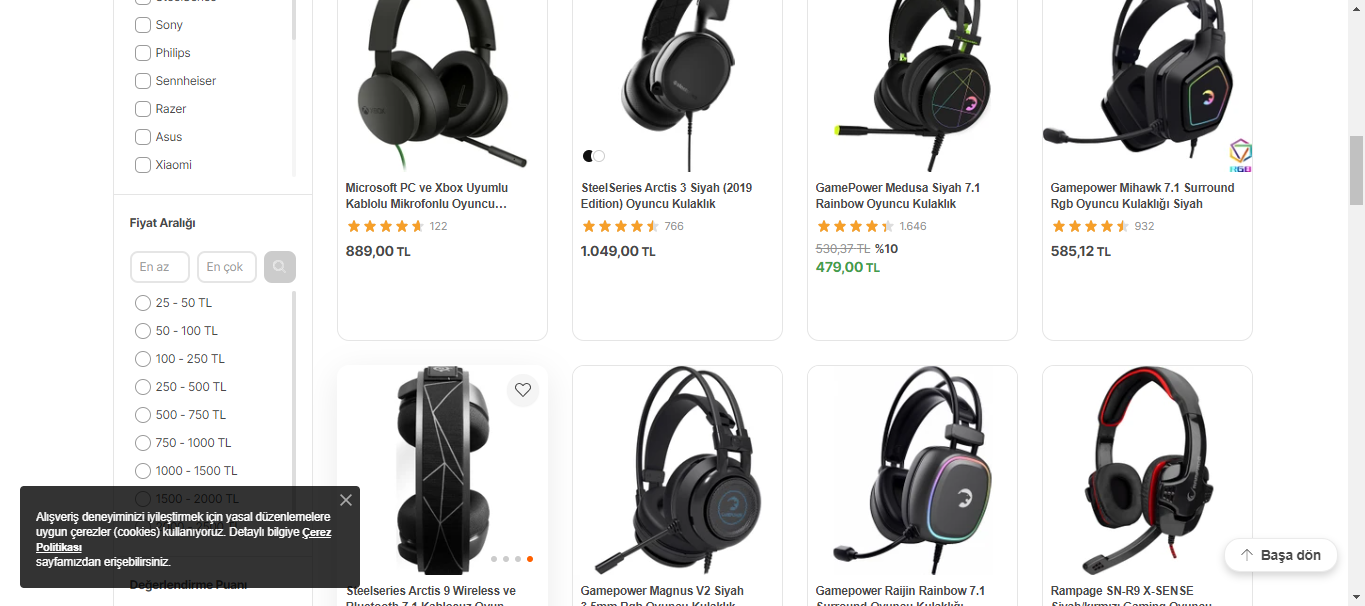 Sony
Philips
Sennheiser
Razer
Asus
Xiaomi
Fiyat Aralığı
En az
En çok
25 - 50 TL
50 - 100 TL
100 - 250 TL
250 - 500 TL
500 - 750 TL
750 - 1000 TL
1000 - 1500 TL
1500 - 2000 TL
Alışveriş deneyiminizi iyileştirmek için yasal düzenlemelere
uygun çerezler (cookies) kullanıyoruz. Detaylı bilgiye Çerez
Politikası
sayfamızdan erişebilirsiniz.
Değerlendirme Puanı
Microsoft PC ve Xbox Uyumlu
Kablolu Mikrofonlu Oyuncu...
122
889,00 TL
SteelSeries Arctis 3 Siyah (2019
Edition) Oyuncu Kulaklık
766
1.049,00 TL
GamePower Medusa Siyah 7.1
Rainbow Oyuncu Kulaklık
1.646
530,37 TL %10
479,00 TL
RGB
Gamepower Mihawk 7.1 Surround
Rgb Oyuncu Kulaklığı Siyah
932
585,12 TL
Steelseries Arctis 9 Wireless ve
Bluetooth 7.1 Kablosuz Oyun
Gamepower Magnus V2 Siyah
3.5mm Rgb Oyuncu Kulaklık
Gamepower Raijin Rainbow 7.1
Surround Oyuncu Kulaklığı
Rampage SN-R9 X-SENSE
Siyah/kırmızı Gaming Oyuncu
Başa dön